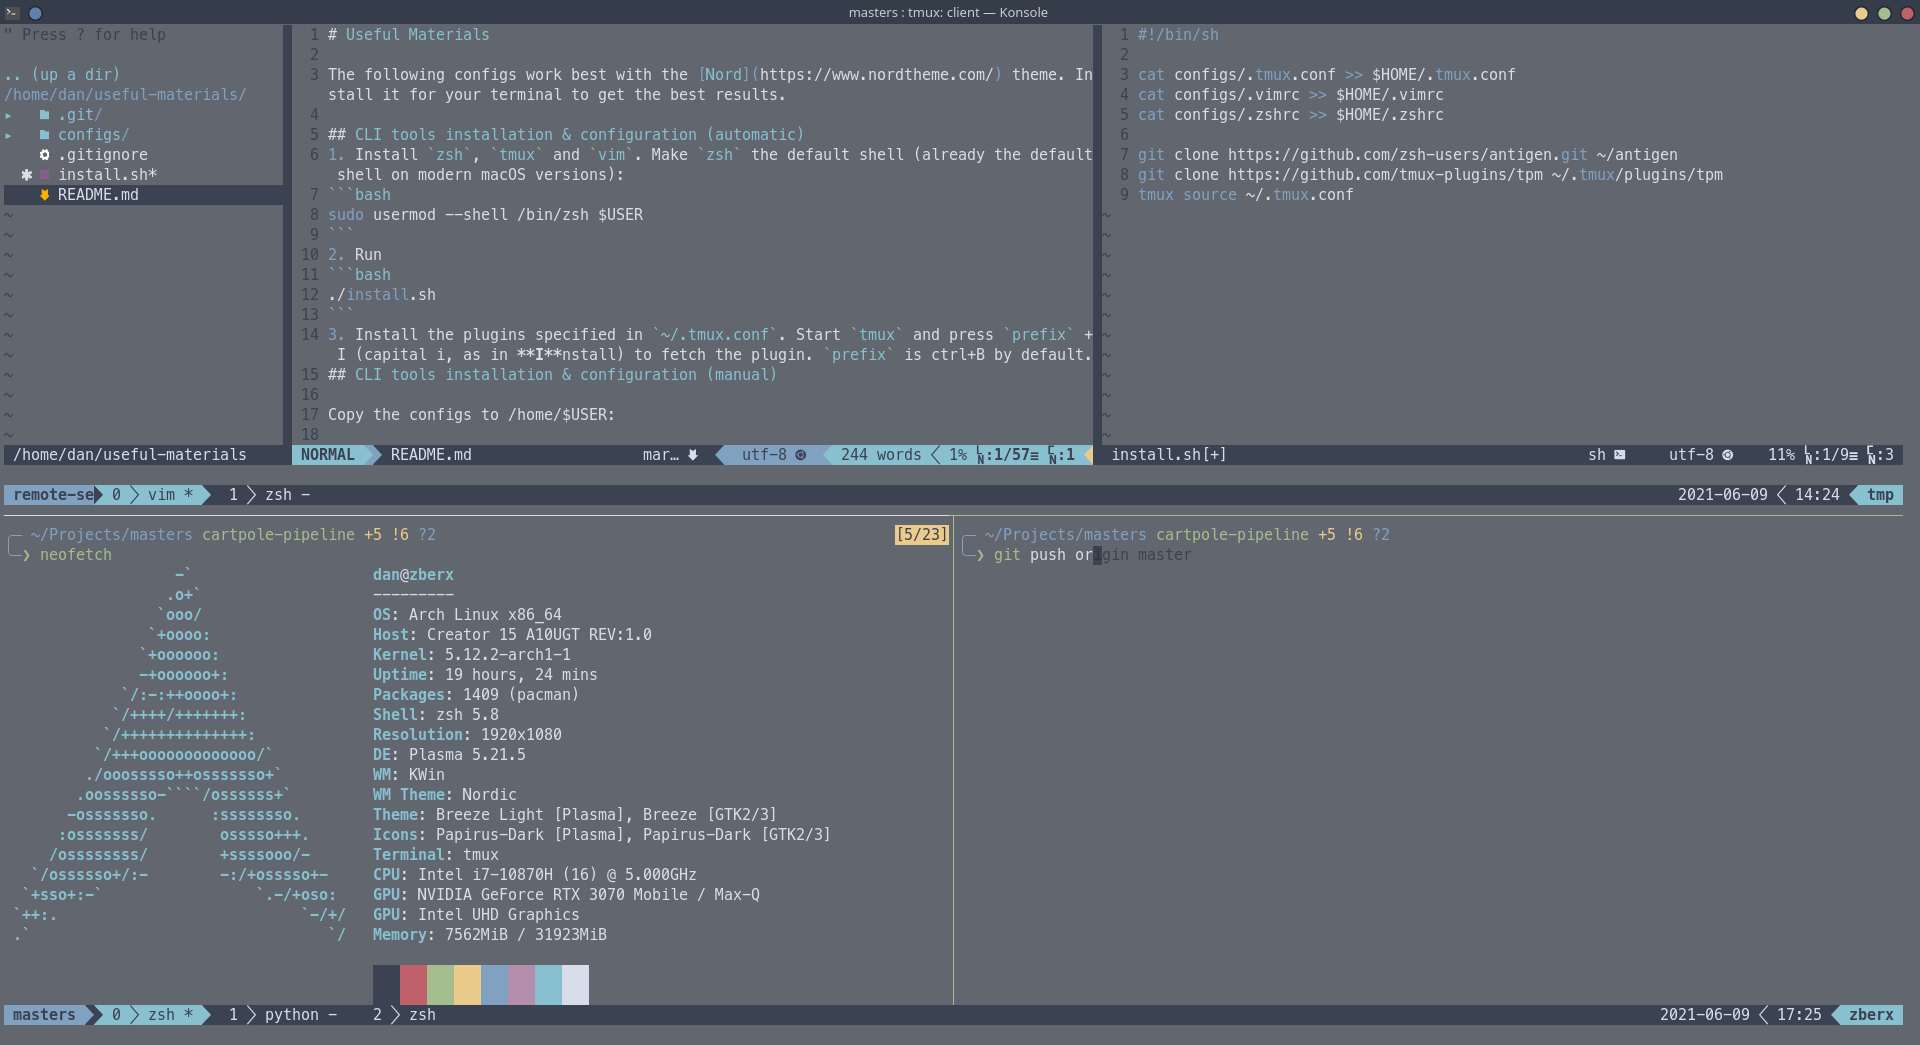 masters : tmux: client — Konsole
" Press ? for help
.. (up a dir)
/home/dan/useful-materials/
▸ .git/
▸ configs/
.gitignore
✱ install.sh*
README.md
~
~
~
~
~
~
~
~
~
~
~
~
/home/dan/useful-materials
1 # Useful Materials
2
3 The following configs work best with the [Nord](https://www.nordtheme.com/) theme. In
stall it for your terminal to get the best results.
4
5 ## CLI tools installation & configuration (automatic)
6 1. Install `zsh`, `tmux` and `vim`. Make `zsh` the default shell (already the default
shell on modern macOS versions):
7 ```bash
8 sudo usermod --shell /bin/zsh $USER
9 ```
10 2. Run
11 ```bash
12 ./install.sh
13 ```
14 3. Install the plugins specified in `~/.tmux.conf`. Start `tmux` and press `prefix` +
I (capital i, as in **I**nstall) to fetch the plugin. `prefix` is ctrl+B by default.
15 ## CLI tools installation & configuration (manual)
16
17 Copy the configs to /home/$USER:
18
NORMAL README.md mar… utf-8 244 words 1% LN:1/57≡ CN:1
1 #!/bin/sh
2
3 cat configs/.tmux.conf >> $HOME/.tmux.conf
4 cat configs/.vimrc >> $HOME/.vimrc
5 cat configs/.zshrc >> $HOME/.zshrc
6
7 git clone https://github.com/zsh-users/antigen.git ~/antigen
8 git clone https://github.com/tmux-plugins/tpm ~/.tmux/plugins/tpm
9 tmux source ~/.tmux.conf
~
~
~
~
~
~
~
~
~
~
~
~
install.sh[+] sh utf-8 11% LN:1/9≡ CN:3
remote-se 0 vim * 1 zsh - 2021-06-09 14:24 tmp
~/Projects/masters cartpole-pipeline +5 !6 ?2 [5/23]
❯ neofetch
-`
.o+`
`ooo/
`+oooo:
`+oooooo:
-+oooooo+:
`/:-:++oooo+:
`/++++/+++++++:
`/++++++++++++++:
`/+++ooooooooooooo/`
./ooosssso++osssssso+`
.oossssso-````/ossssss+`
-osssssso. :ssssssso.
:osssssss/ osssso+++.
/ossssssss/ +ssssooo/-
`/ossssso+/:- -:/+osssso+-
`+sso+:-` `.-/+oso:
`++:. `-/+/
.` `/
dan@zberx
---------
OS: Arch Linux x86_64
Host: Creator 15 A10UGT REV:1.0
Kernel: 5.12.2-arch1-1
Uptime: 19 hours, 24 mins
Packages: 1409 (pacman)
Shell: zsh 5.8
Resolution: 1920x1080
DE: Plasma 5.21.5
WM: KWin
WM Theme: Nordic
Theme: Breeze Light [Plasma], Breeze [GTK2/3]
Icons: Papirus-Dark [Plasma], Papirus-Dark [GTK2/3]
Terminal: tmux
CPU: Intel i7-10870H (16) @ 5.000GHz
GPU: NVIDIA GeForce RTX 3070 Mobile / Max-Q
GPU: Intel UHD Graphics
Memory: 7562MiB / 31923MiB
~/Projects/masters cartpole-pipeline +5 !6 ?2
❯ git push origin master
masters 0 zsh * 1 python - 2 zsh 2021-06-09 17:25 zberx